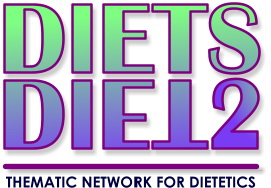 DIETS
DIET2
THEMATIC NETWORK FOR DIETETICS